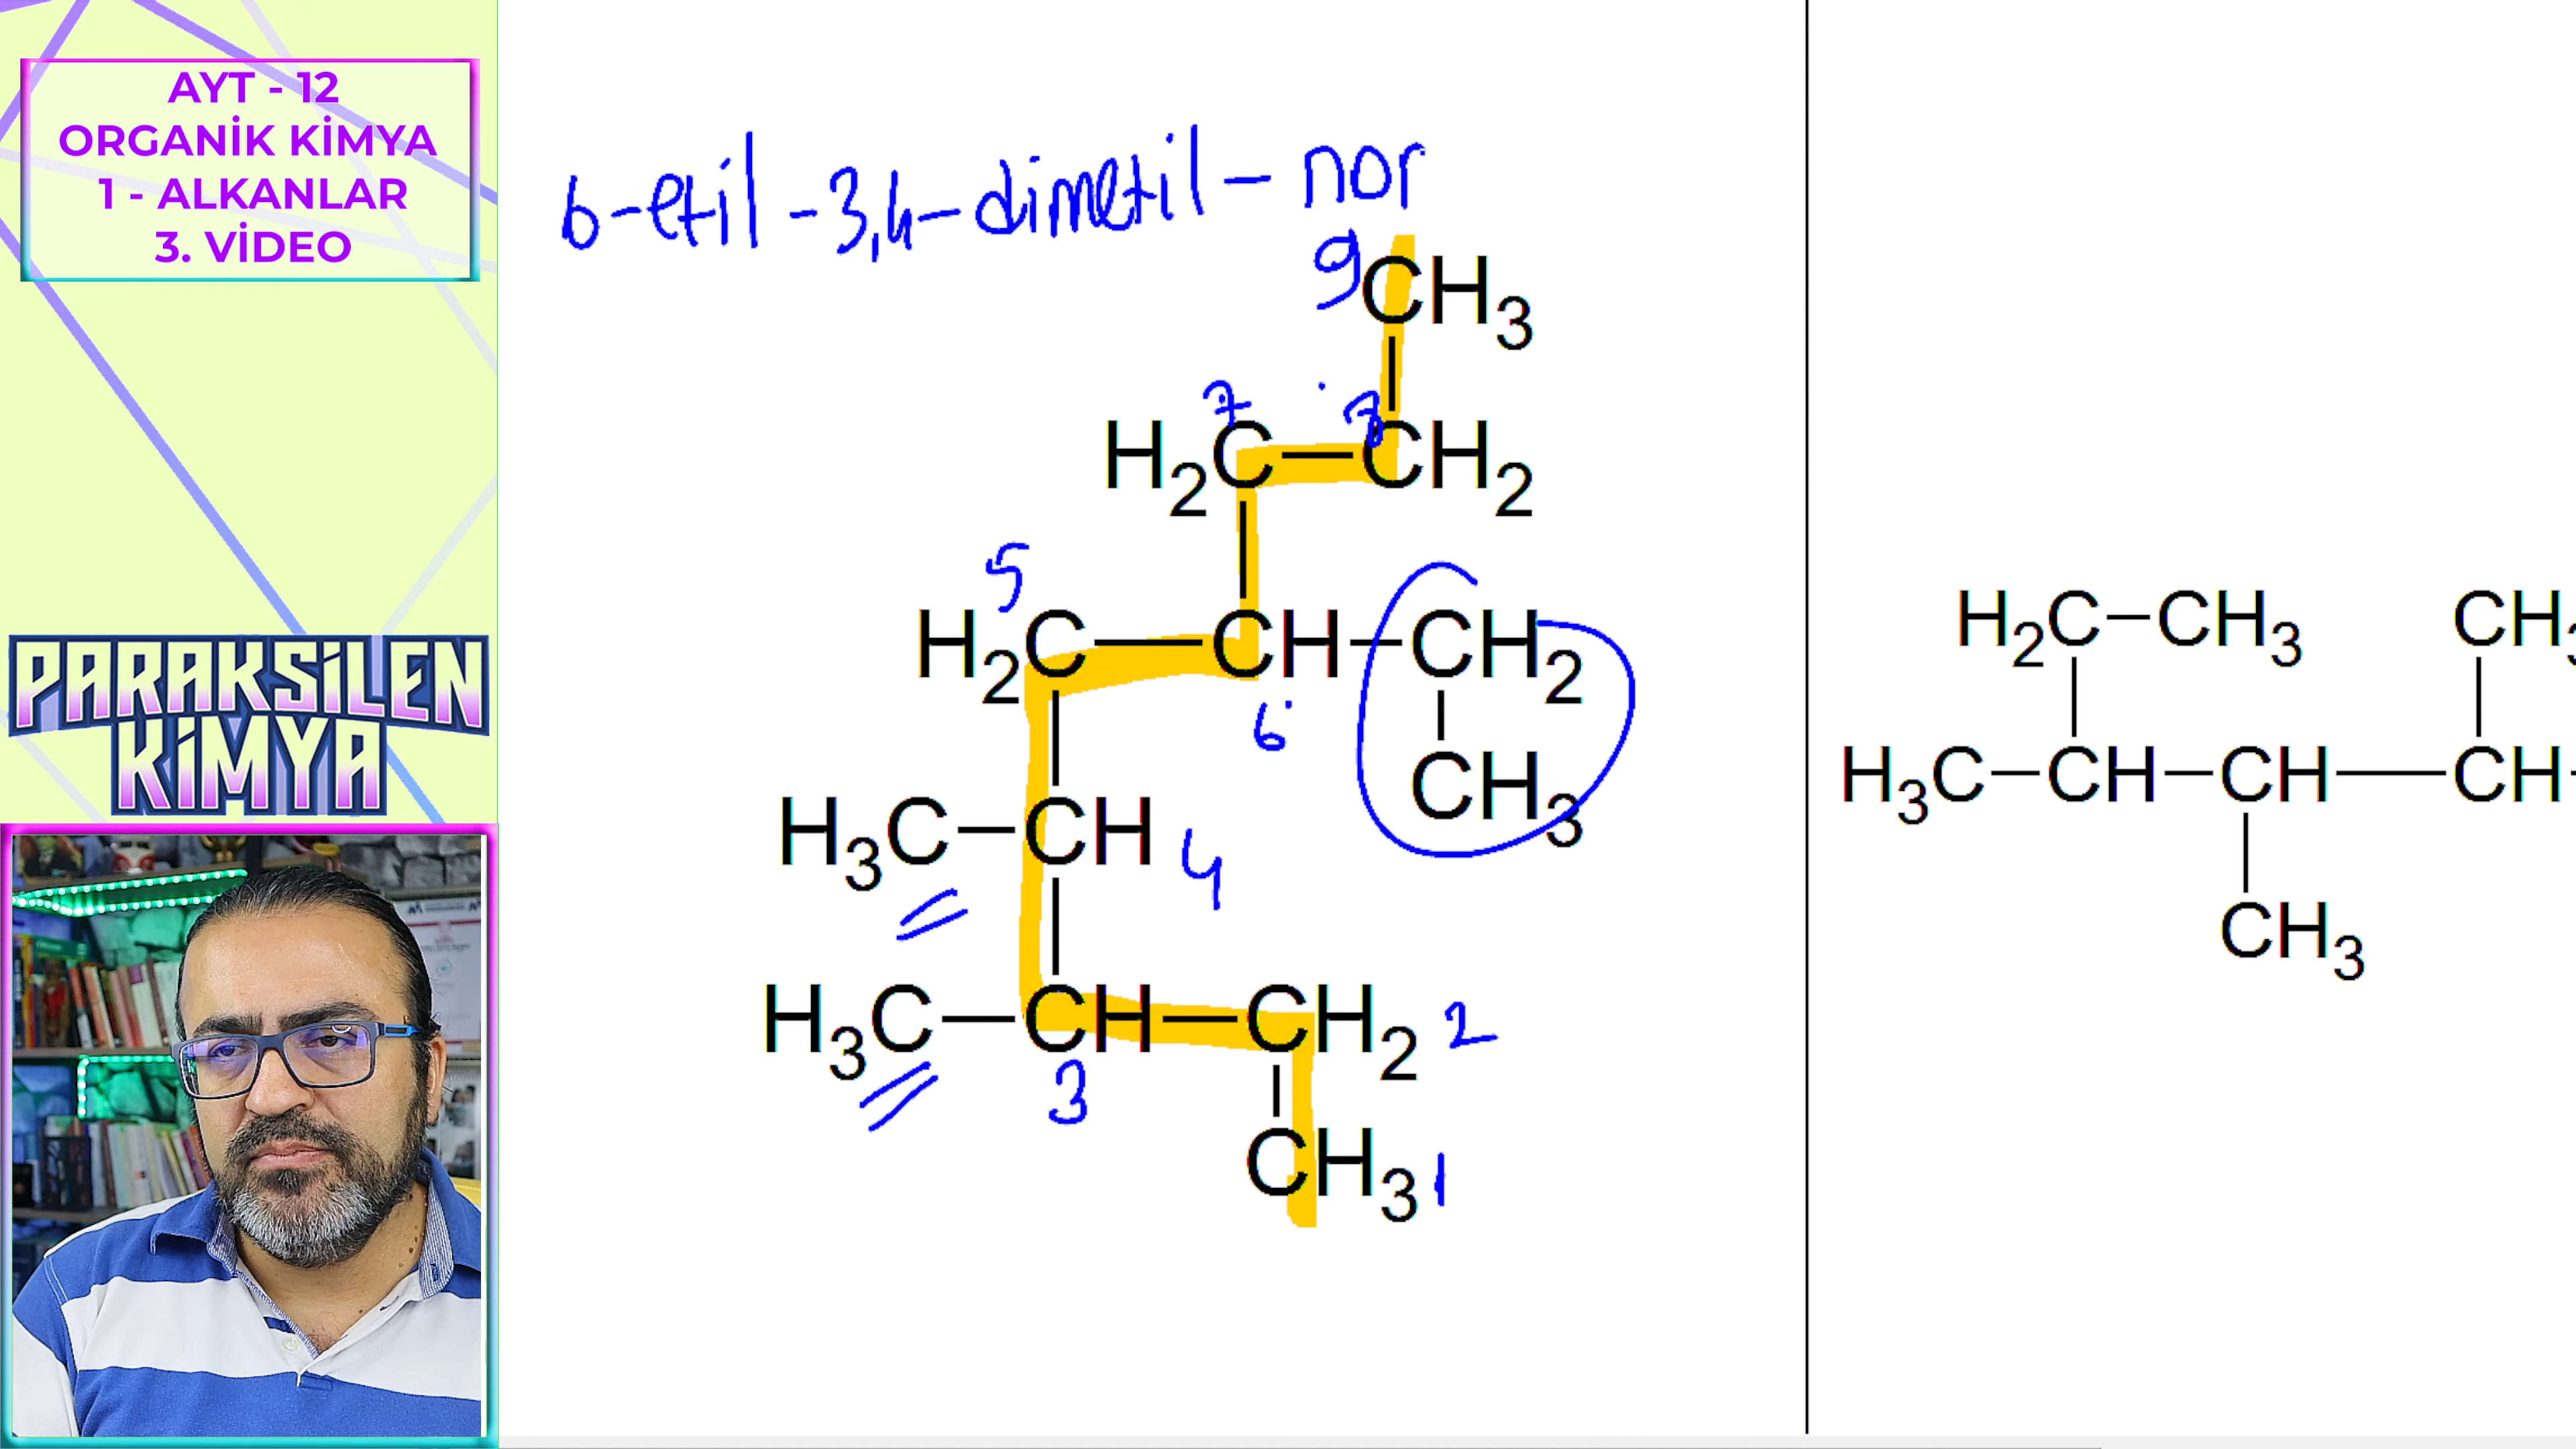 AYT - 12
ORGANİK KİMYA
1 - ALKANLAR
3. VİDEO
PARAKSİLEN
KİMYA
6-etil-3,4-dimetil-nor
9
CH3
7 8
H2C—CH2
5
H2C—CH—CH2
6
CH3
H3C—CH 4
H3C—CH—CH2 2
3
CH3 1
H2C—CH3 CH3
H3C—CH—CH—CH
CH3